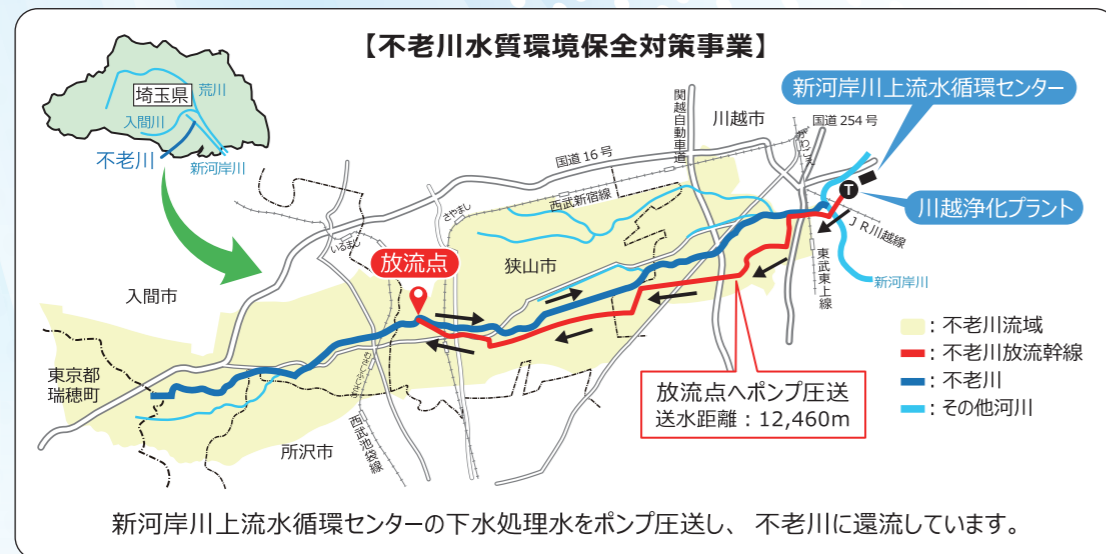 【不老川水質環境保全対策事業】
埼玉県
荒川
入間川
不老川
新河岸川
新河岸川上流水循環センター
川越浄化プラント
国道254号
川越市
関越自動車道
国道16号
西武新宿線
さやまし
いるまし
かわごえ
T
JR川越線
東武東上線
新河岸川
放流点
狭山市
入間市
東京都
瑞穂町
所沢市
西武池袋線
放流点へポンプ圧送
送水距離：12,460m
：不老川流域
：不老川放流幹線
：不老川
：その他河川
新河岸川上流水循環センターの下水処理水をポンプ圧送し、不老川に還流しています。